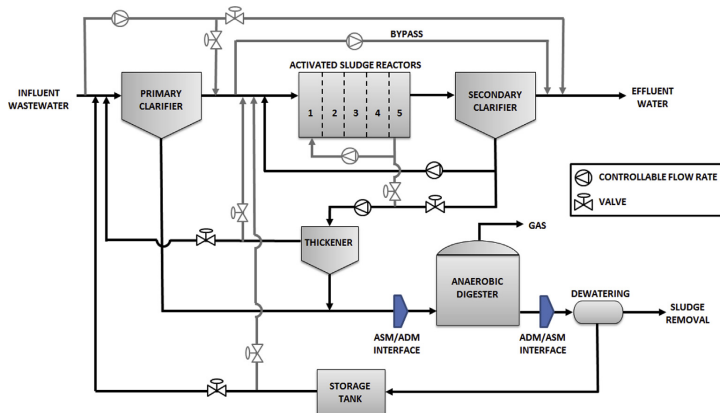 BYPASS
ACTIVATED SLUDGE REACTORS
INFLUENT
WASTEWATER
PRIMARY
CLARIFIER
1 2 3 4 5
SECONDARY
CLARIFIER
EFFLUENT
WATER
CONTROLLABLE FLOW RATE
VALVE
THICKENER
GAS
ANAEROBIC
DIGESTER
DEWATERING
SLUDGE
REMOVAL
ASM/ADM
INTERFACE
ADM/ASM
INTERFACE
STORAGE
TANK